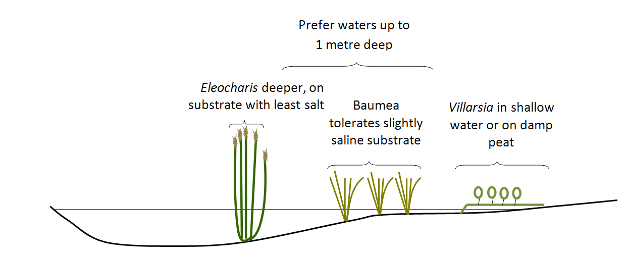 Prefer waters up to
1 metre deep
Eleocharis deeper, on
substrate with least salt
Baumea
tolerates slightly
saline substrate
Villarsia in shallow
water or on damp
peat